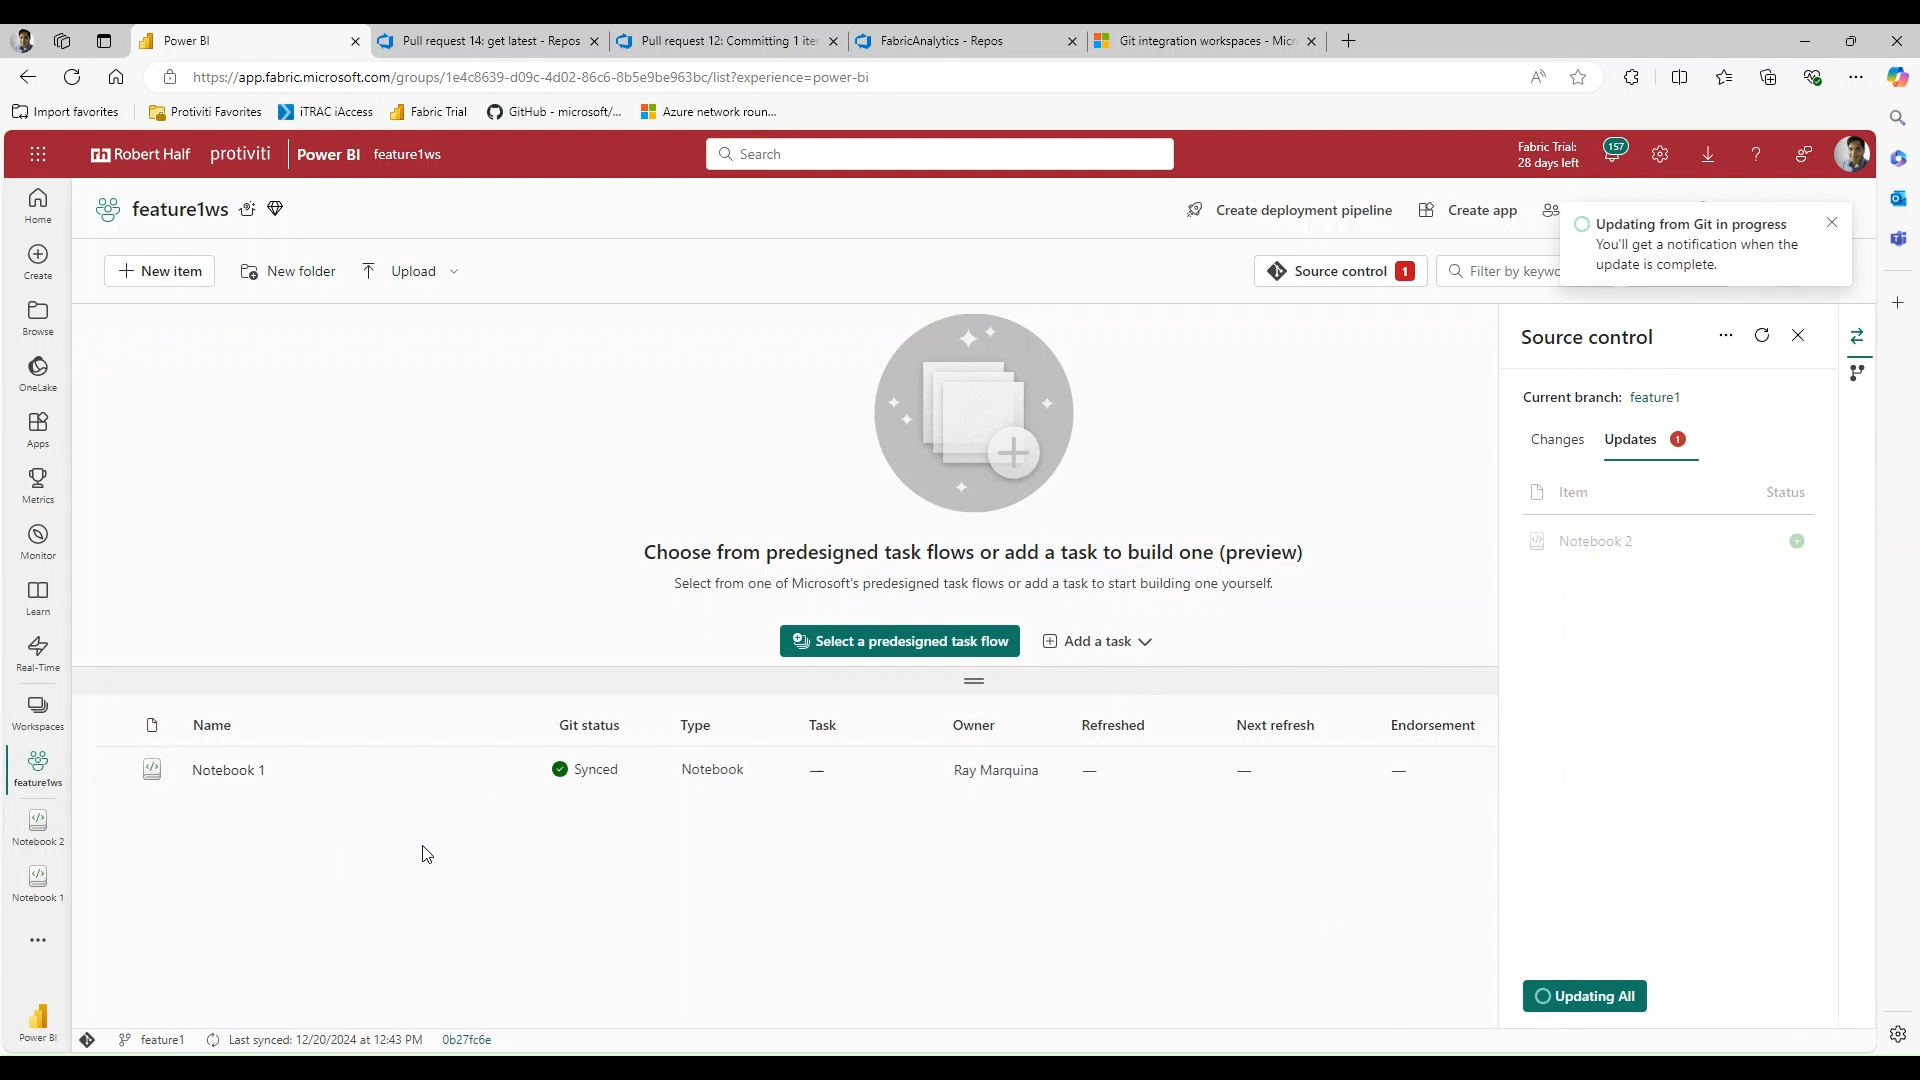 Power BI
Pull request 14: get latest - Repos
Pull request 12: Committing 1 iter
FabricAnalytics - Repos
Git integration workspaces - Micr
https://app.fabric.microsoft.com/groups/1e4c8639-d09c-4d02-86c6-8b5e9be963bc/list?experience=power-bi
Import favorites
Protiviti Favorites
iTRAC iAccess
Fabric Trial
GitHub - microsoft/...
Azure network roun...
rh Robert Half protiviti
Power BI feature1ws
Search
Fabric Trial:
28 days left
157
Home
Create
Browse
OneLake
Apps
Metrics
Monitor
Learn
Real-Time
Workspaces
feature1ws
Notebook 2
Notebook 1
Power BI
feature1ws
Create deployment pipeline
Create app
Updating from Git in progress
You'll get a notification when the
update is complete.
New item
New folder
Upload
Source control 1
Filter by keywo
Choose from predesigned task flows or add a task to build one (preview)
Select from one of Microsoft's predesigned task flows or add a task to start building one yourself.
Select a predesigned task flow
Add a task
Name Git status Type Task Owner Refreshed Next refresh Endorsement
Notebook 1 Synced Notebook — Ray Marquina — — —
Source control
Current branch: feature1
Changes Updates 1
Item Status
Notebook 2
Updating All
feature1 Last synced: 12/20/2024 at 12:43 PM 0b27fc6e